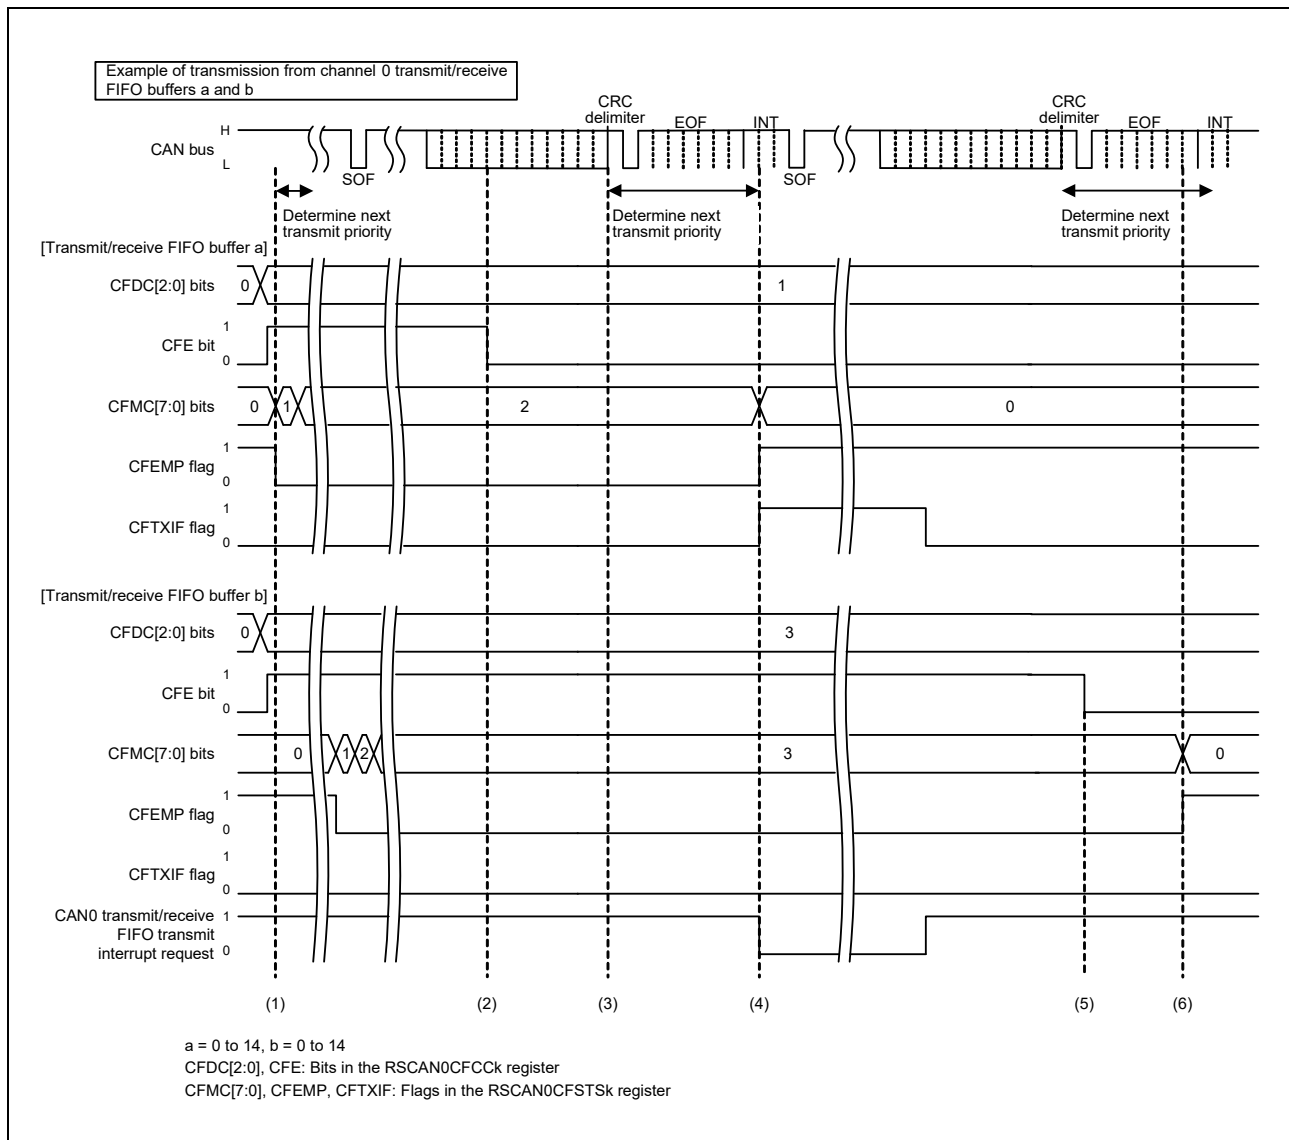 Example of transmission from channel 0 transmit/receive
FIFO buffers a and b
CRC
delimiter
EOF
INT
CRC
delimiter
EOF
INT
H
CAN bus
L
SOF
SOF
Determine next
transmit priority
Determine next
transmit priority
Determine next
transmit priority
[Transmit/receive FIFO buffer a]
CFDC[2:0] bits
0
1
1
CFE bit
0
CFMC[7:0] bits
0
1
2
0
1
CFEMP flag
0
1
CFTXIF flag
0
[Transmit/receive FIFO buffer b]
CFDC[2:0] bits
0
3
1
CFE bit
0
CFMC[7:0] bits
0
1
2
3
0
1
CFEMP flag
0
1
CFTXIF flag
0
CAN0 transmit/receive 1
FIFO transmit
interrupt request 0
(1)
(2)
(3)
(4)
(5)
(6)
a = 0 to 14, b = 0 to 14
CFDC[2:0], CFE: Bits in the RSCAN0CFCCk register
CFMC[7:0], CFEMP, CFTXIF: Flags in the RSCAN0CFSTSk register